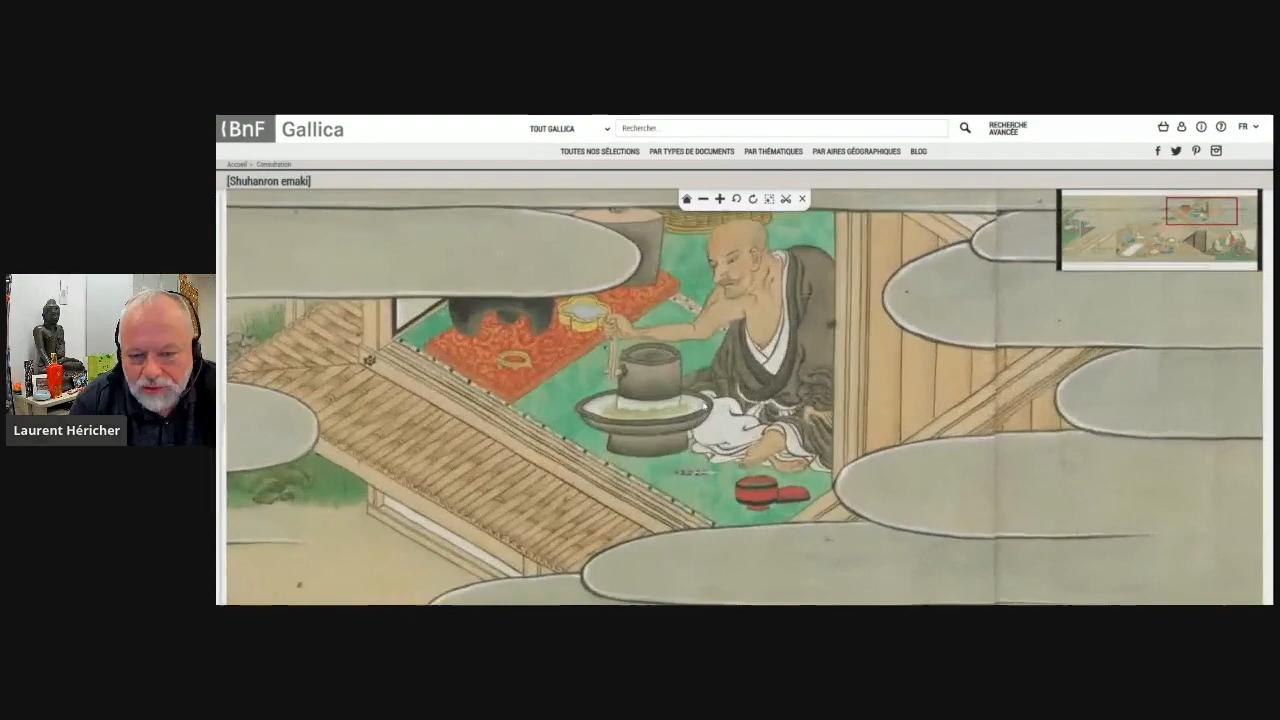 BnF Gallica
TOUT GALLICA
Rechercher...
RECHERCHE
AVANCÉE
FR
TOUTES NOS SÉLECTIONS PAR TYPES DE DOCUMENTS PAR THÉMATIQUES PAR AIRES GÉOGRAPHIQUES BLOG
Accueil > Consultation
[Shuhanron emaki]
Laurent Héricher